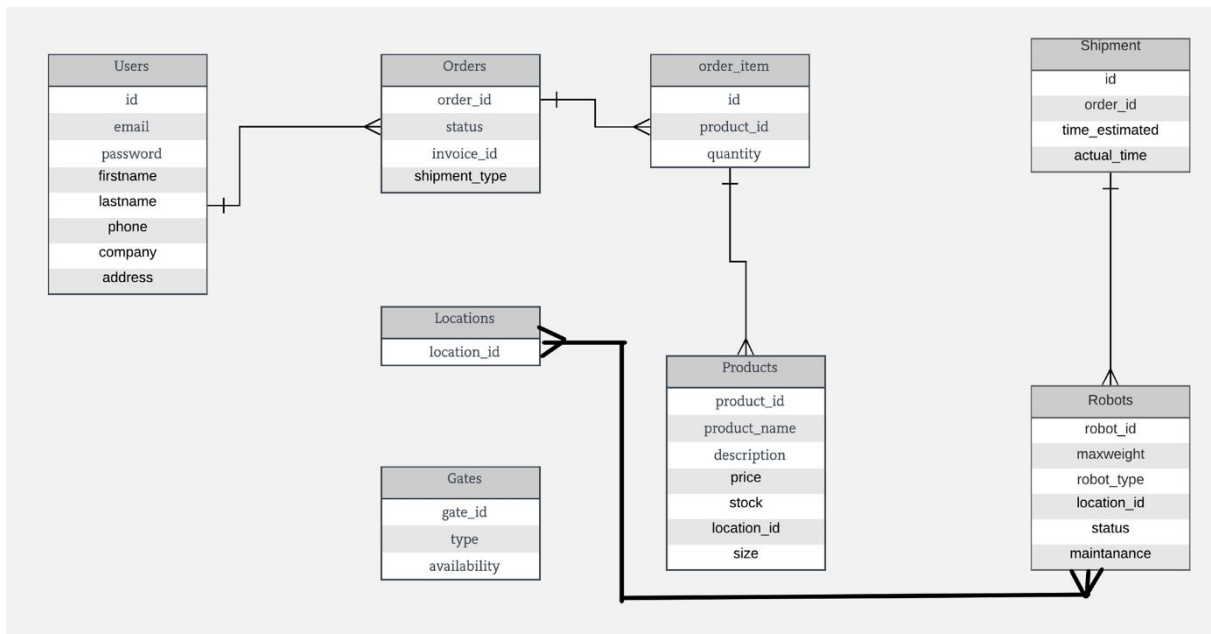 Users
id
email
password
firstname
lastname
phone
company
address
Orders
order_id
status
invoice_id
shipment_type
order_item
id
product_id
quantity
Shipment
id
order_id
time_estimated
actual_time
Locations
location_id
Gates
gate_id
type
availability
Products
product_id
product_name
description
price
stock
location_id
size
Robots
robot_id
maxweight
robot_type
location_id
status
maintanance